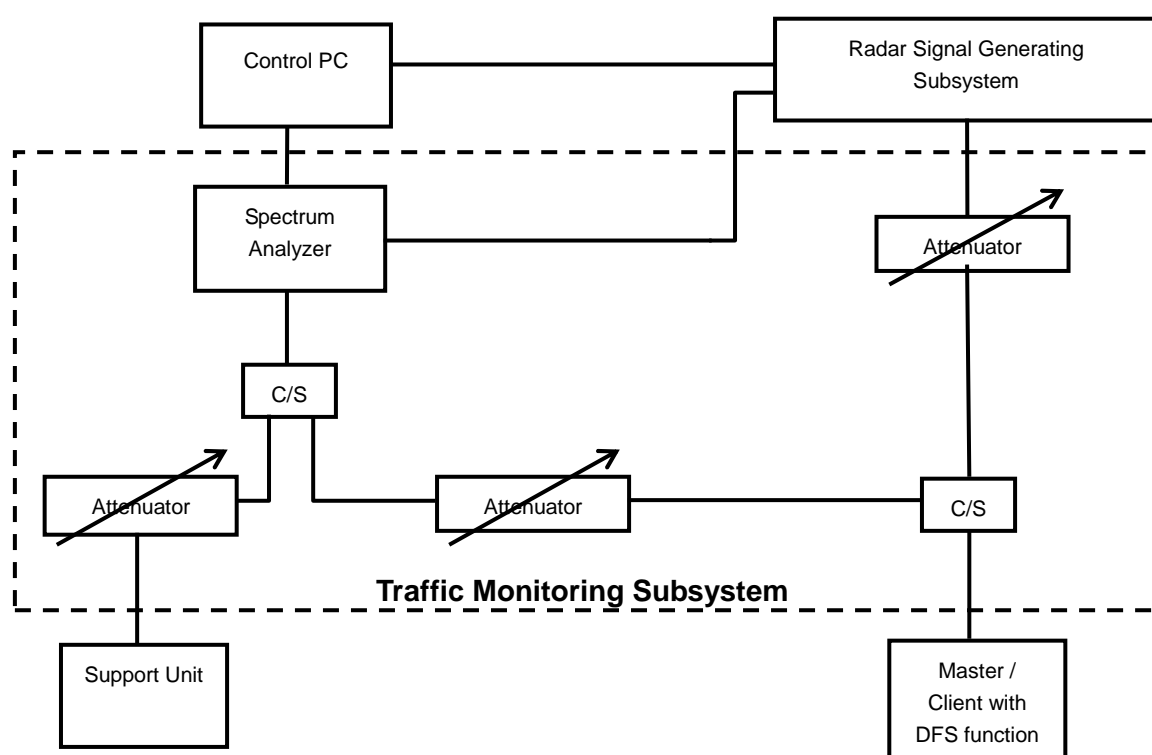 Control PC
Radar Signal Generating
Subsystem
Spectrum
Analyzer
Attenuator
C/S
Attenuator
Attenuator
C/S
Traffic Monitoring Subsystem
Support Unit
Master /
Client with
DFS function